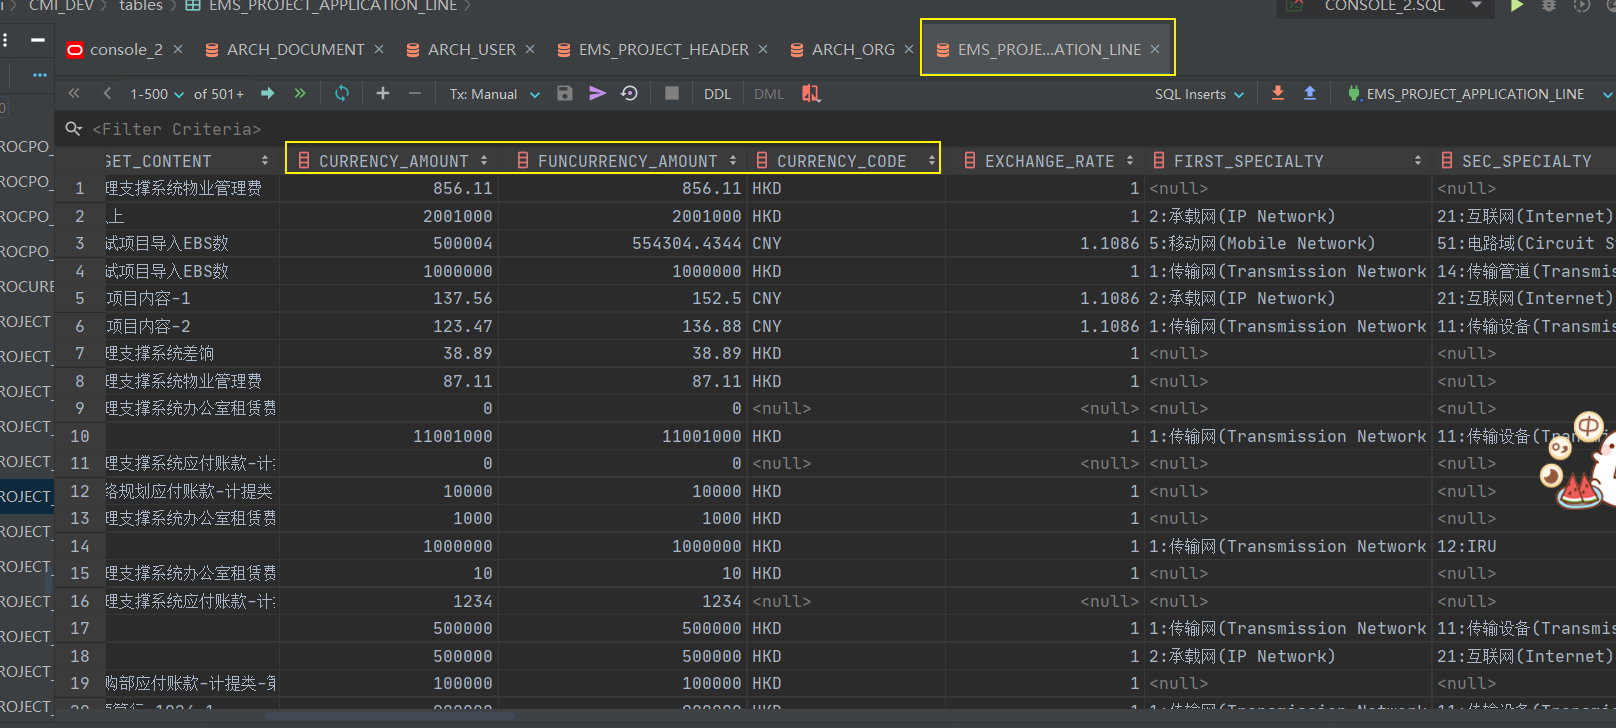 CMI_DEV tables EMS_PROJECT_APPLICATION_LINE CONSOLE_2.SQL
console_2 ARCH_DOCUMENT ARCH_USER EMS_PROJECT_HEADER ARCH_ORG EMS_PROJE...ATION_LINE
1-500 of 501+ Tx: Manual DDL DML SQL Inserts EMS_PROJECT_APPLICATION_LINE
<Filter Criteria>
GET_CONTENT CURRENCY_AMOUNT FUNCURRENCY_AMOUNT CURRENCY_CODE EXCHANGE_RATE FIRST_SPECIALTY SEC_SPECIALTY
1 理支撑系统物业管理费 856.11 856.11 HKD 1 <null> <null>
2 上 2001000 2001000 HKD 1 2:承载网(IP Network) 21:互联网(Internet)
3 试项目导入EBS数 500004 554304.4344 CNY 1.1086 5:移动网(Mobile Network) 51:电路域(Circuit S
4 试项目导入EBS数 1000000 1000000 HKD 1 1:传输网(Transmission Network 14:传输管道(Transmis
5 项目内容-1 137.56 152.5 CNY 1.1086 2:承载网(IP Network) 21:互联网(Internet)
6 项目内容-2 123.47 136.88 CNY 1.1086 1:传输网(Transmission Network 11:传输设备(Transmis
7 理支撑系统差饷 38.89 38.89 HKD 1 <null> <null>
8 理支撑系统物业管理费 87.11 87.11 HKD 1 <null> <null>
9 理支撑系统办公室租赁费 0 0 <null> <null> <null> <null>
10 11001000 11001000 HKD 1 1:传输网(Transmission Network 11:传输设备(Tran
11 理支撑系统应付账款-计 0 0 <null> <null> <null> <null>
12 络规划应付账款-计提类 10000 10000 HKD 1 <null> <null>
13 理支撑系统办公室租赁费 1000 1000 HKD 1 <null> <null>
14 1000000 1000000 HKD 1 1:传输网(Transmission Network 12:IRU
15 理支撑系统办公室租赁费 10 10 HKD 1 <null> <null>
16 理支撑系统应付账款-计 1234 1234 <null> <null> <null> <null>
17 500000 500000 HKD 1 1:传输网(Transmission Network 11:传输设备(Transmis
18 500000 500000 HKD 1 2:承载网(IP Network) 21:互联网(Internet)
19 购部应付账款-计提类-第 100000 100000 HKD 1 <null> <null>
ROCPO_
ROCPO_
ROCPO_
ROCPO_
ROCURE
ROJECT_
ROJECT_
ROJECT_
ROJECT_
ROJECT_
ROJECT_
ROJECT_
ROJECT_
ROJECT_
ROJECT_
ROJECT_
ROJECT_
中